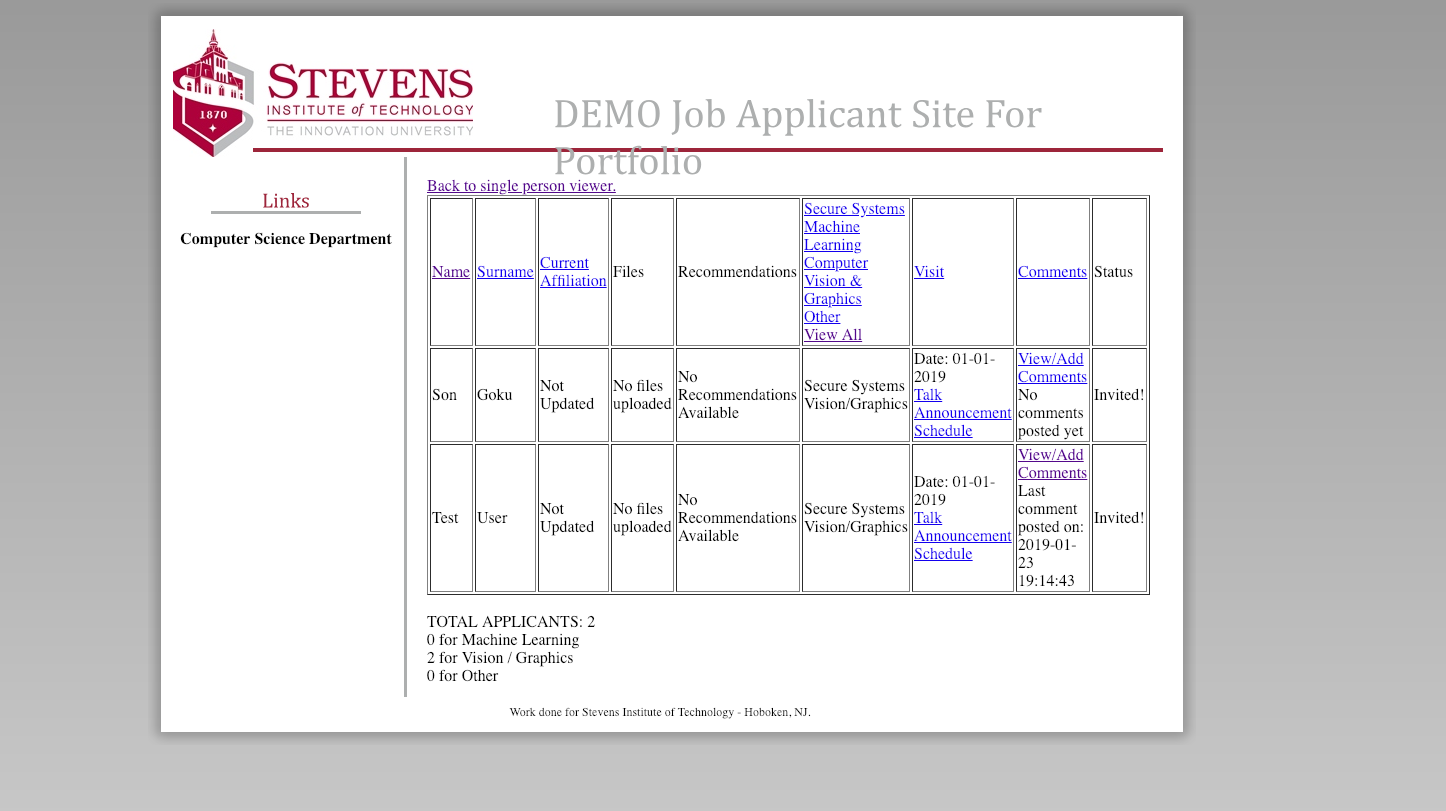 STEVENS
INSTITUTE of TECHNOLOGY
THE INNOVATION UNIVERSITY
1870
DEMO Job Applicant Site For
Portfolio
Links
Computer Science Department
Back to single person viewer.
Name
Surname
Current
Affiliation
Files
Recommendations
Secure Systems
Machine
Learning
Computer
Vision &
Graphics
Other
View All
Visit
Comments
Status
Son
Goku
Not
Updated
No files
uploaded
No
Recommendations
Available
Secure Systems
Vision/Graphics
Date: 01-01-
2019
Talk
Announcement
Schedule
View/Add
Comments
No
comments
posted yet
Invited!
Test
User
Not
Updated
No files
uploaded
No
Recommendations
Available
Secure Systems
Vision/Graphics
Date: 01-01-
2019
Talk
Announcement
Schedule
View/Add
Comments
Last
comment
posted on:
2019-01-
23
19:14:43
Invited!
TOTAL APPLICANTS: 2
0 for Machine Learning
2 for Vision / Graphics
0 for Other
Work done for Stevens Institute of Technology - Hoboken, NJ.